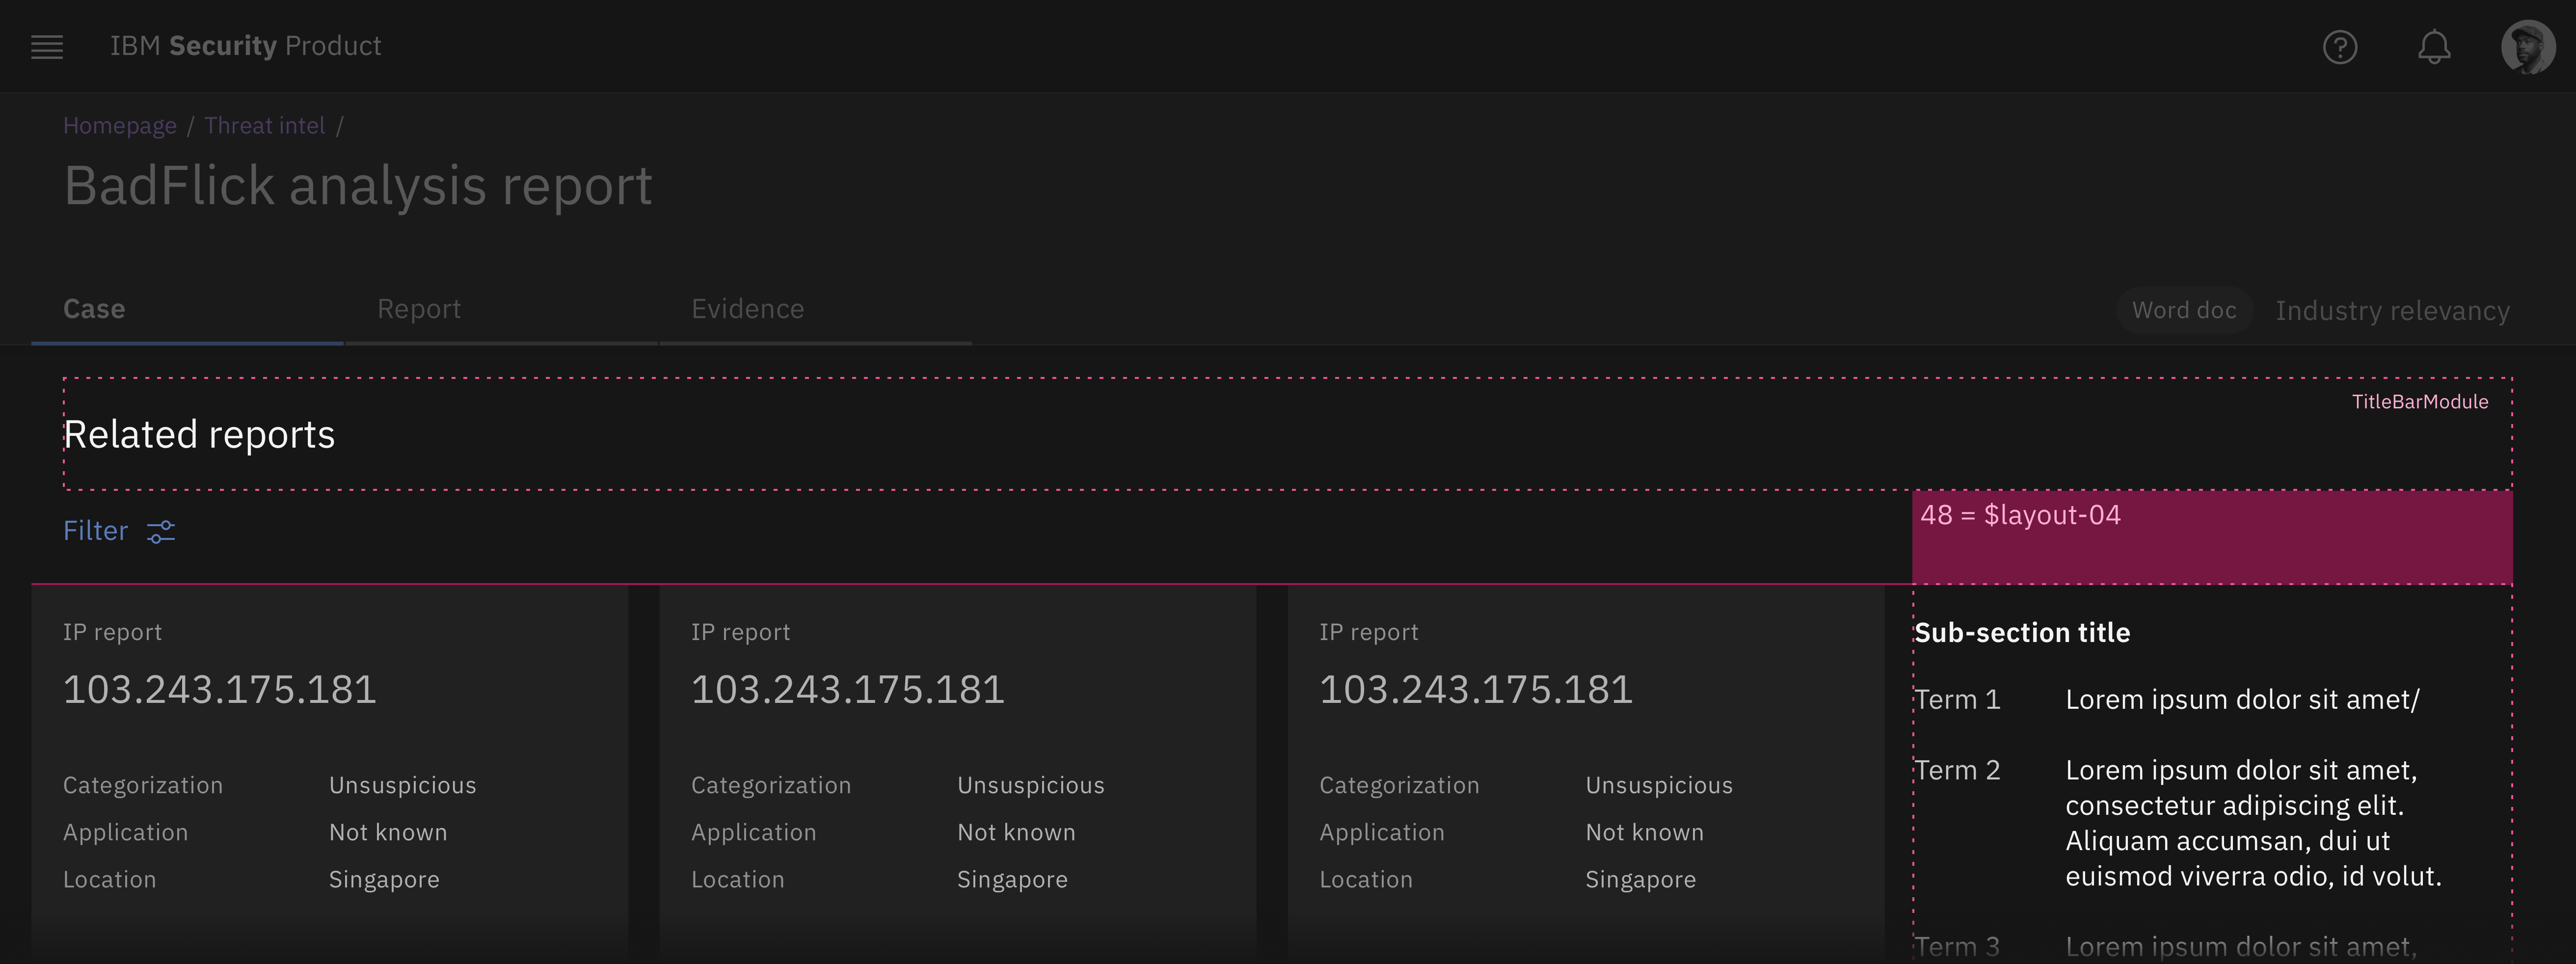 IBM Security Product
Homepage / Threat intel /
BadFlick analysis report
Case
Report
Evidence
Word doc
Industry relevancy
TitleBarModule
Related reports
Filter
48 = $layout-04
IP report
103.243.175.181
Categorization Unsuspicious
Application Not known
Location Singapore
IP report
103.243.175.181
Categorization Unsuspicious
Application Not known
Location Singapore
IP report
103.243.175.181
Categorization Unsuspicious
Application Not known
Location Singapore
Sub-section title
Term 1 Lorem ipsum dolor sit amet/
Term 2 Lorem ipsum dolor sit amet,
consectetur adipiscing elit.
Aliquam accumsan, dui ut
euismod viverra odio, id volut.
Term 3 Lorem ipsum dolor sit amet,